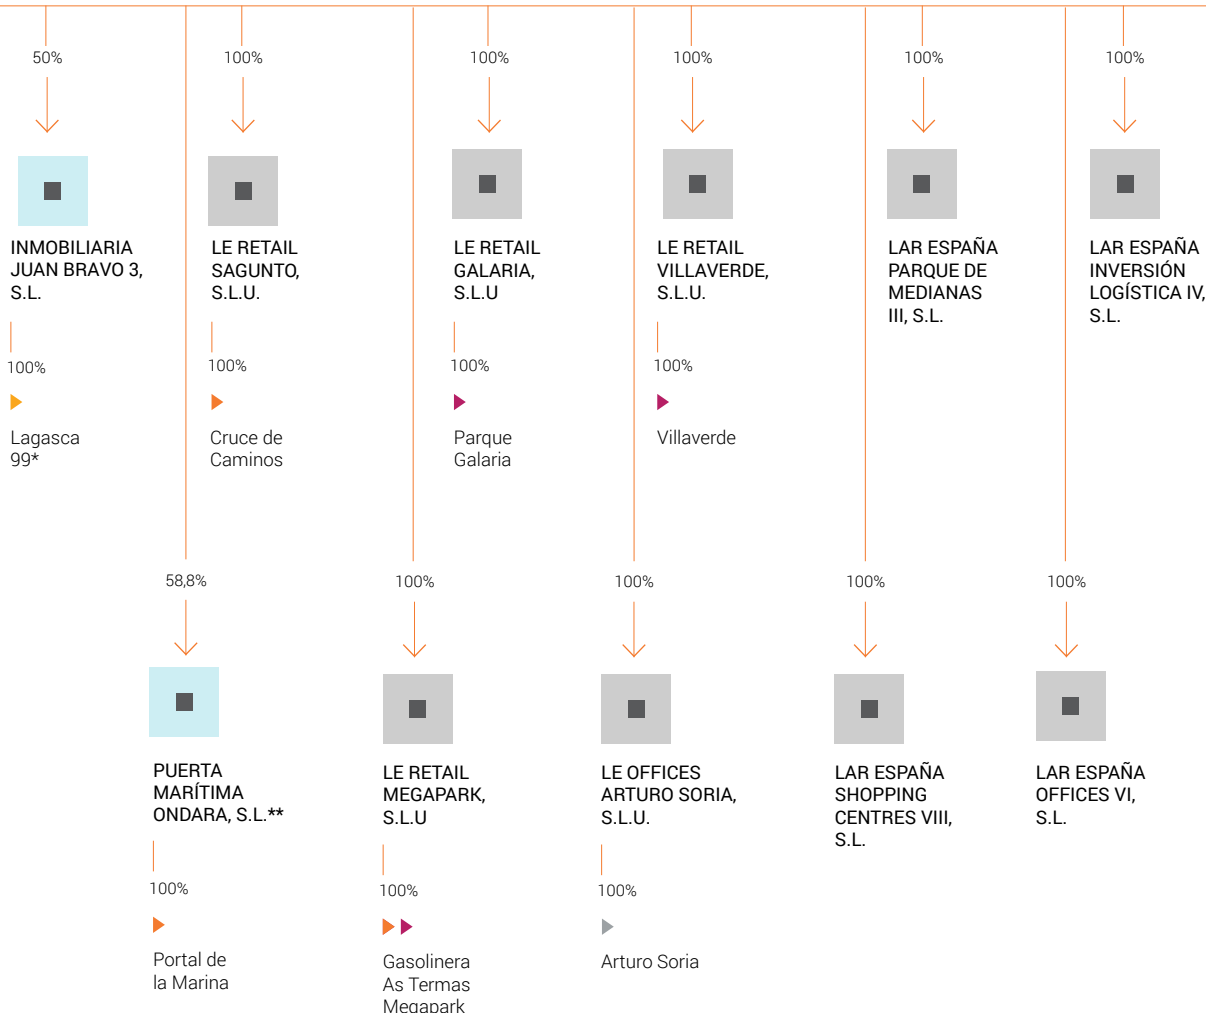 50%
100%
100%
100%
100%
100%
INMOBILIARIA
JUAN BRAVO 3,
S.L.
LE RETAIL
SAGUNTO,
S.L.U.
LE RETAIL
GALARIA,
S.L.U
LE RETAIL
VILLAVERDE,
S.L.U.
LAR ESPAÑA
PARQUE DE
MEDIANAS
III, S.L.
LAR ESPAÑA
INVERSIÓN
LOGÍSTICA IV,
S.L.
100%
100%
100%
100%
Lagasca
99*
Cruce de
Caminos
Parque
Galaria
Villaverde
58,8%
100%
100%
100%
100%
PUERTA
MARÍTIMA
ONDARA, S.L.**
LE RETAIL
MEGAPARK,
S.L.U
LE OFFICES
ARTURO SORIA,
S.L.U.
LAR ESPAÑA
SHOPPING
CENTRES VIII,
S.L.
LAR ESPAÑA
OFFICES VI,
S.L.
100%
100%
100%
Portal de
la Marina
Gasolinera
As Termas
Megapark
Arturo Soria